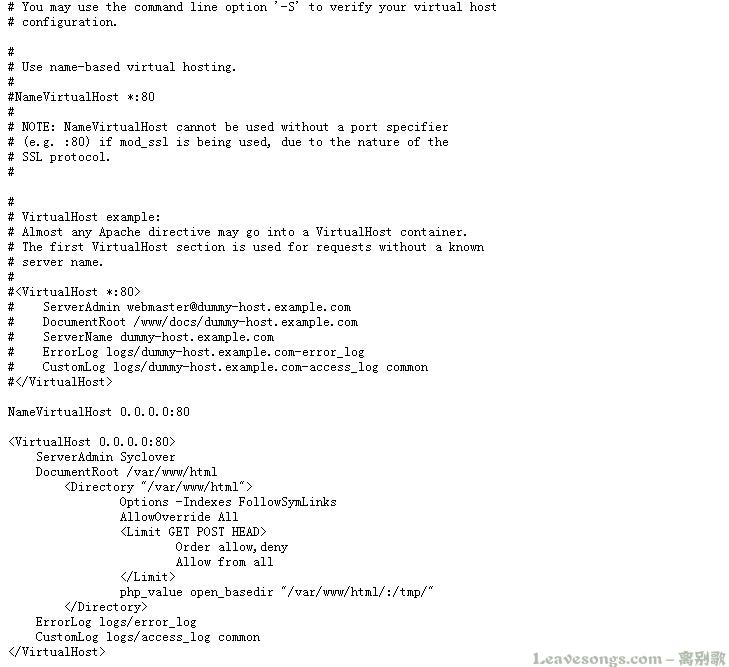 # You may use the command line option '-S' to verify your virtual host
# configuration.
#
# Use name-based virtual hosting.
#
#NameVirtualHost *:80
#
# NOTE: NameVirtualHost cannot be used without a port specifier
# (e.g. :80) if mod_ssl is being used, due to the nature of the
# SSL protocol.
#
#
# VirtualHost example:
# Almost any Apache directive may go into a VirtualHost container.
# The first VirtualHost section is used for requests without a known
# server name.
#
#<VirtualHost *:80>
#    ServerAdmin webmaster@dummy-host.example.com
#    DocumentRoot /www/docs/dummy-host.example.com
#    ServerName dummy-host.example.com
#    ErrorLog logs/dummy-host.example.com-error_log
#    CustomLog logs/dummy-host.example.com-access_log common
#</VirtualHost>
NameVirtualHost 0.0.0.0:80
<VirtualHost 0.0.0.0:80>
    ServerAdmin Syclover
    DocumentRoot /var/www/html
        <Directory "/var/www/html">
                Options -Indexes FollowSymLinks
                AllowOverride All
                <Limit GET POST HEAD>
                        Order allow,deny
                        Allow from all
                </Limit>
                php_value open_basedir "/var/www/html/:/tmp/"
        </Directory>
    ErrorLog logs/error_log
    CustomLog logs/access_log common
</VirtualHost>
Leavesongs.com - 离别歌